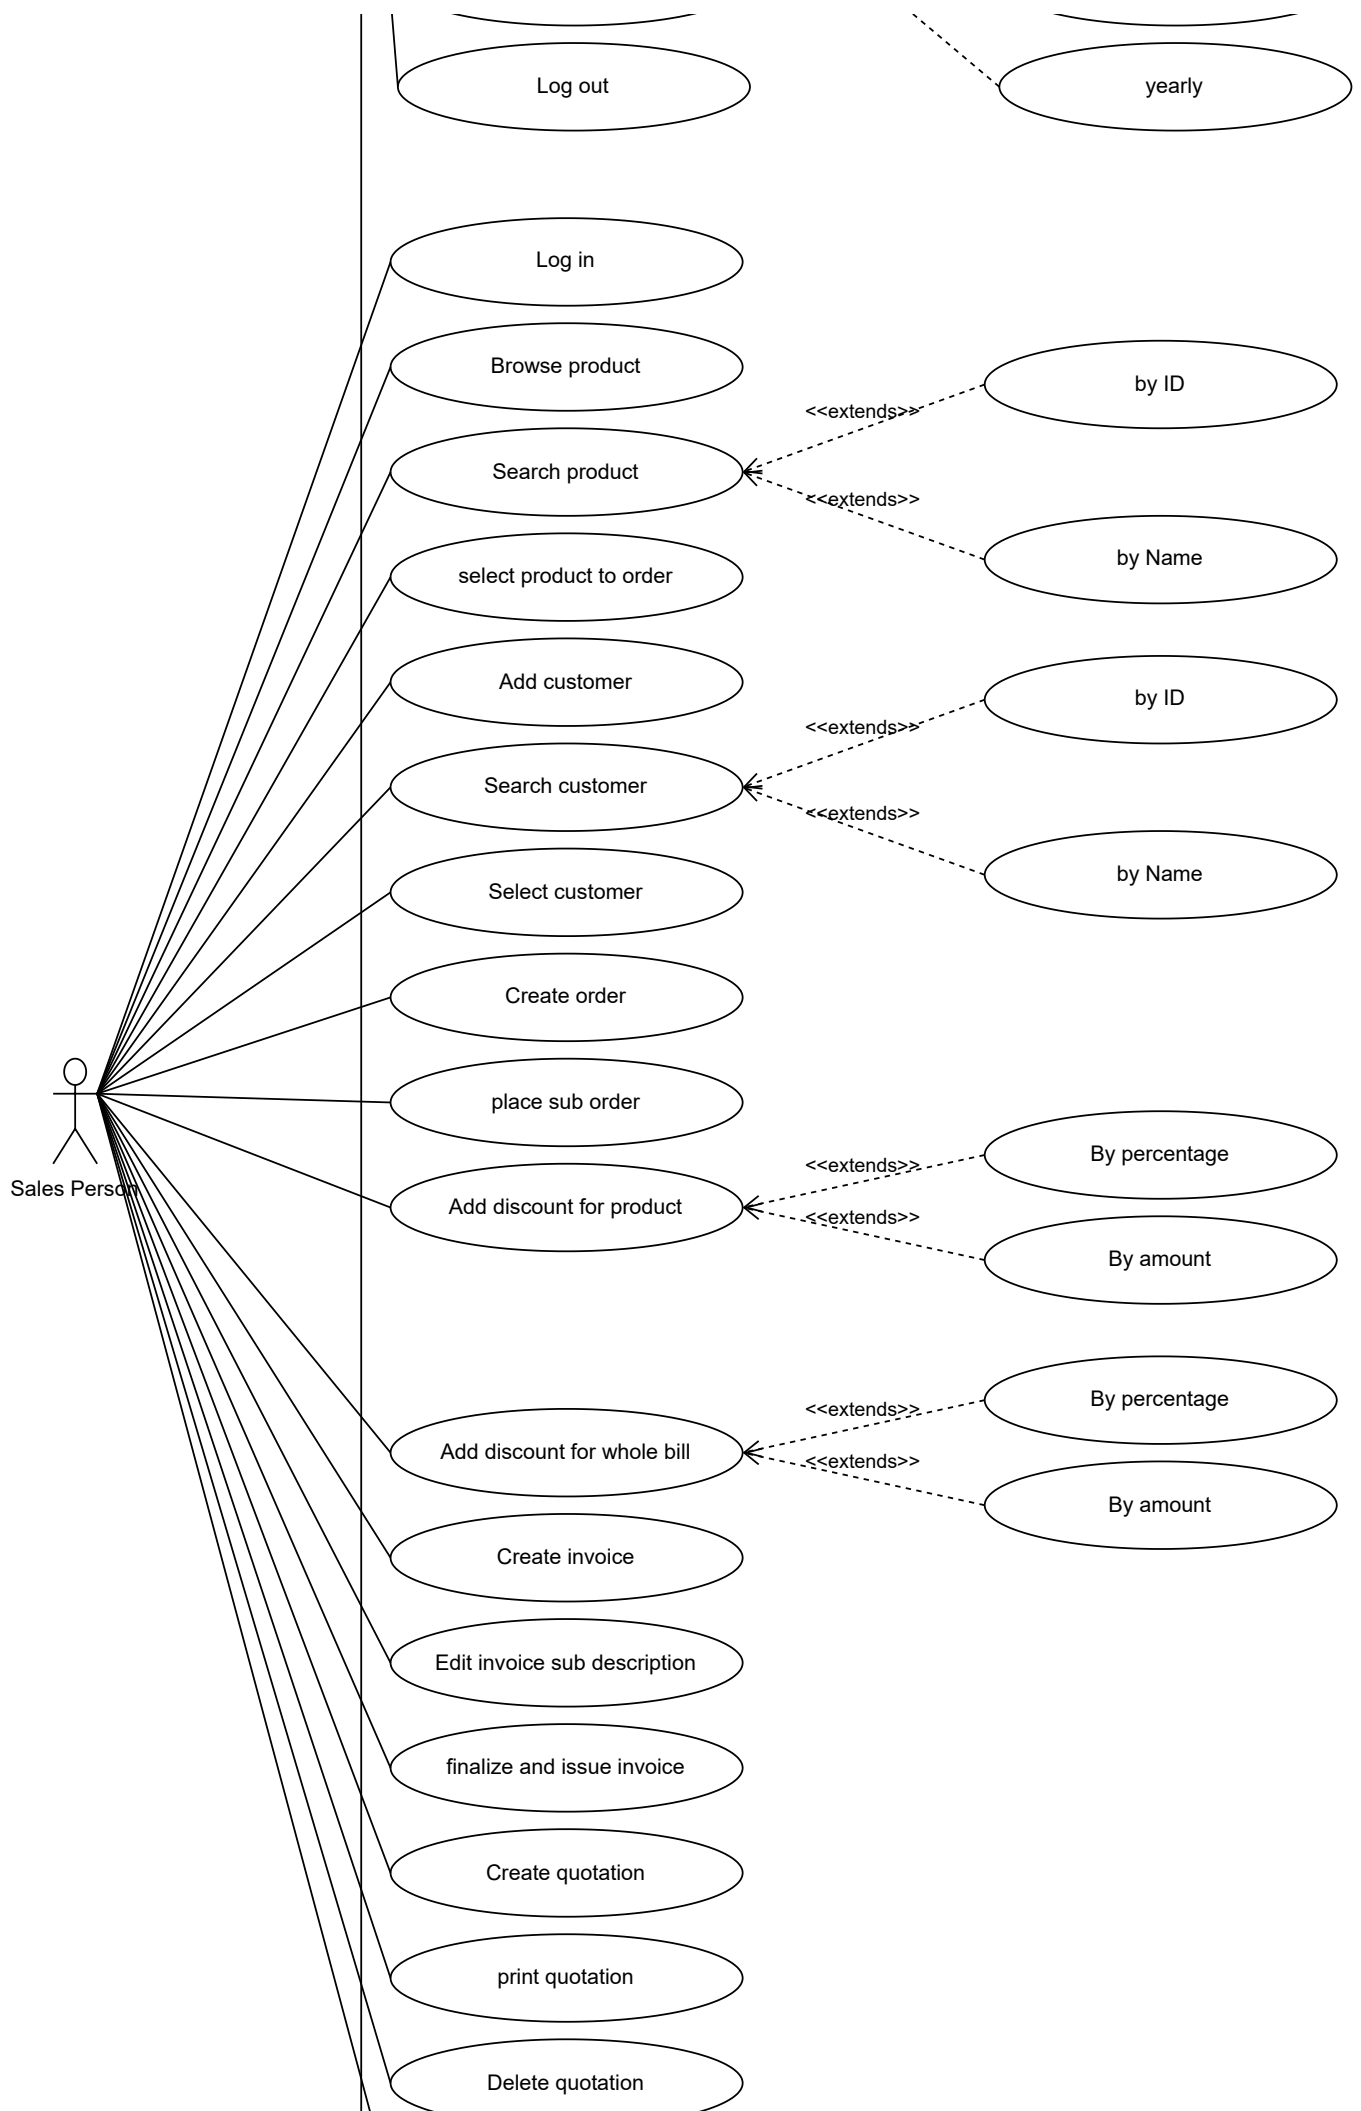 Log out
yearly
Log in
Browse product
by ID
<<extends>>
Search product
<<extends>>
by Name
select product to order
Add customer
by ID
<<extends>>
Search customer
<<extends>>
by Name
Select customer
Create order
place sub order
By percentage
<<extends>>
Sales Person
Add discount for product
<<extends>>
By amount
By percentage
<<extends>>
Add discount for whole bill
<<extends>>
By amount
Create invoice
Edit invoice sub description
finalize and issue invoice
Create quotation
print quotation
Delete quotation